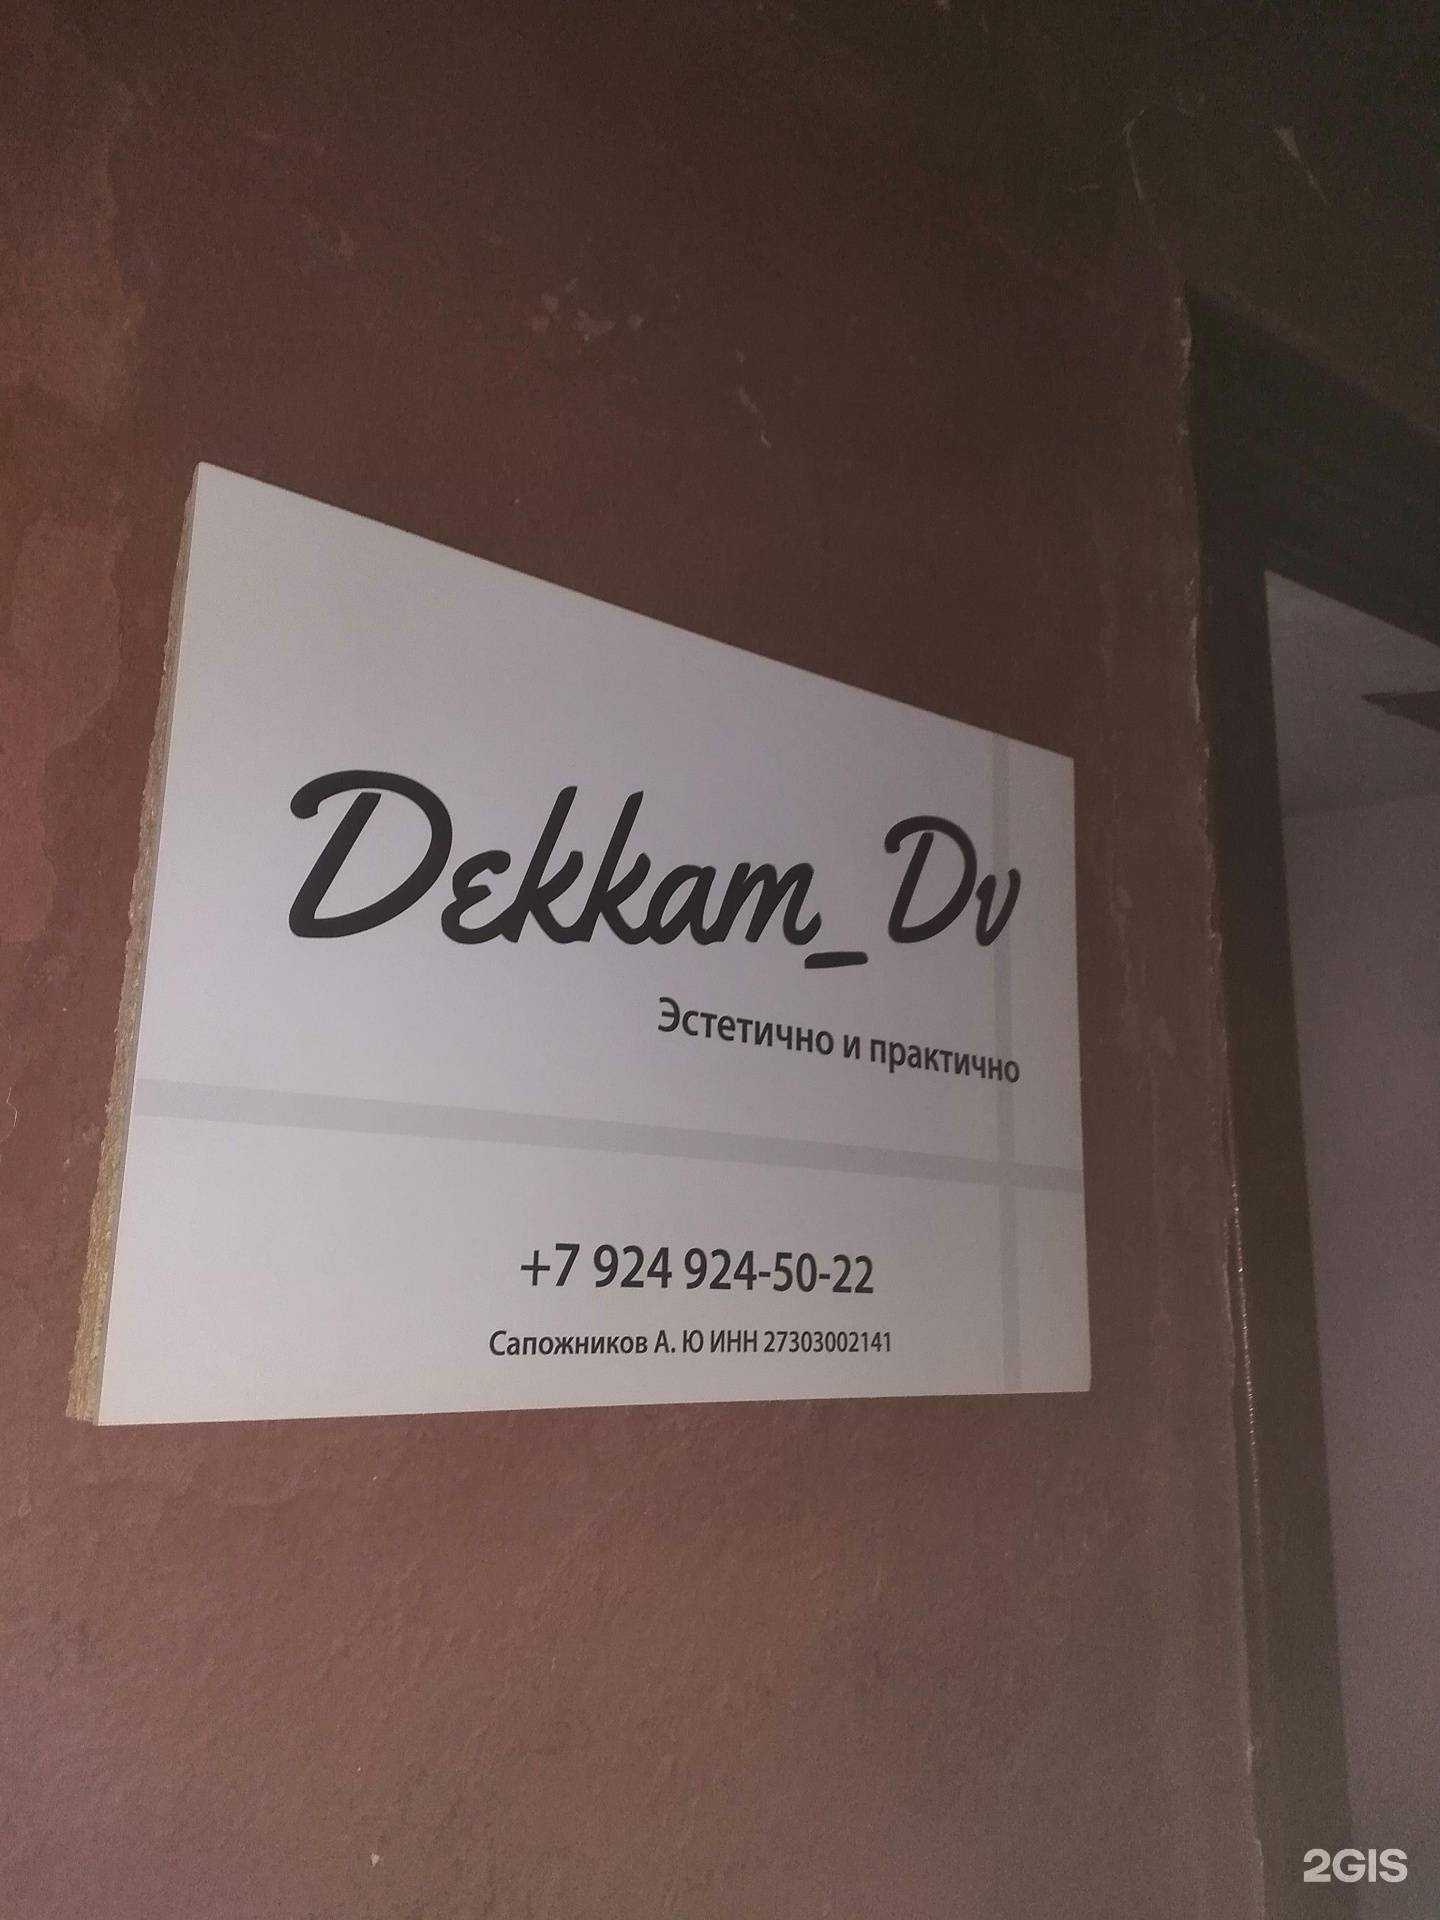 Dekkam_Dv
Эстетично и практично
+7 924 924-50-22
Сапожников А. Ю ИНН 27303002141
2GIS